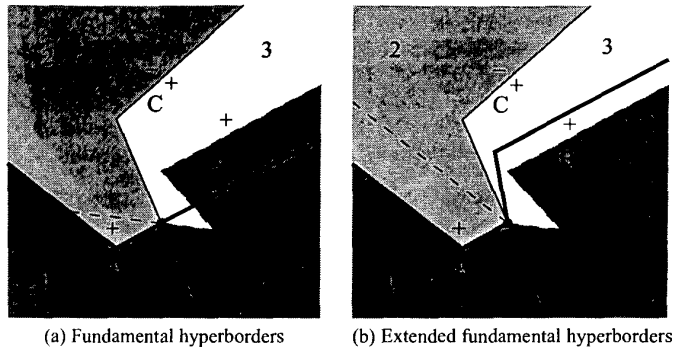 3
+
C
+
+
(a) Fundamental hyperborders
2
3
−
+
C
+
+
(b) Extended fundamental hyperborders